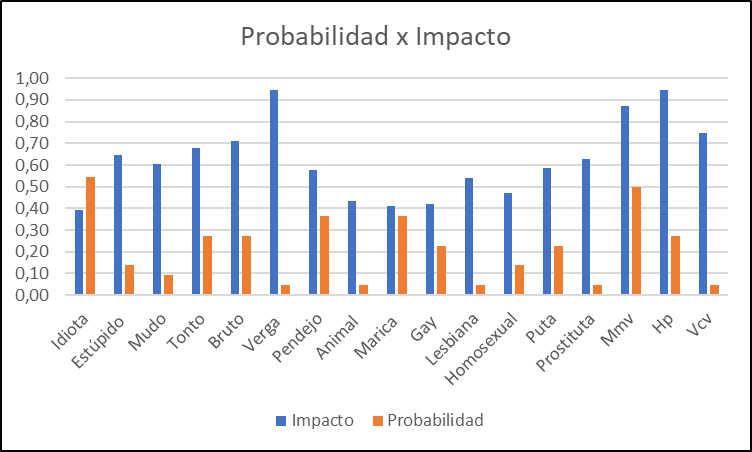 Probabilidad x Impacto
1,00
0,90
0,80
0,70
0,60
0,50
0,40
0,30
0,20
0,10
0,00
Idiota
Estúpido
Mudo
Tonto
Bruto
Verga
Pendejo
Animal
Marica
Gay
Lesbiana
Homosexual
Puta
Prostituta
Mmv
Hp
Vcv
Impacto Probabilidad